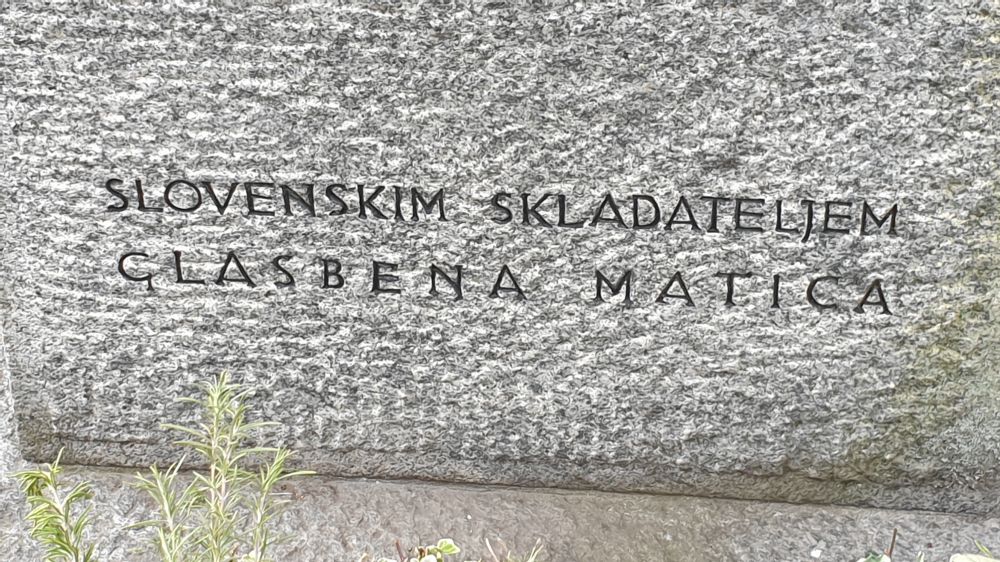 SLOVENSKIM SKLADATELJEM
GLASBENA MATICA